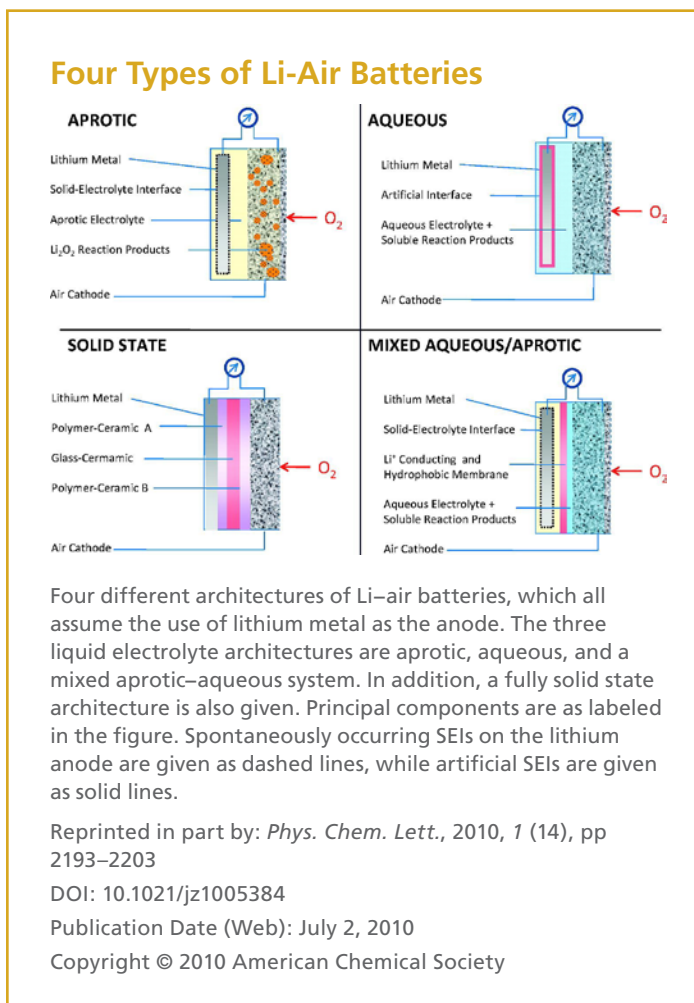 Four Types of Li-Air Batteries
APROTIC
Lithium Metal
Solid-Electrolyte Interface
Aprotic Electrolyte
Li₂O₂ Reaction Products
Air Cathode
O₂
AQUEOUS
Lithium Metal
Artificial Interface
Aqueous Electrolyte +
Soluble Reaction Products
Air Cathode
O₂
SOLID STATE
Lithium Metal
Polymer-Ceramic A
Glass-Cermamic
Polymer-Ceramic B
Air Cathode
O₂
MIXED AQUEOUS/APROTIC
Lithium Metal
Solid-Electrolyte Interface
Li⁺ Conducting and
Hydrophobic Membrane
Aqueous Electrolyte +
Soluble Reaction Products
Air Cathode
O₂
Four different architectures of Li–air batteries, which all
assume the use of lithium metal as the anode. The three
liquid electrolyte architectures are aprotic, aqueous, and a
mixed aprotic–aqueous system. In addition, a fully solid state
architecture is also given. Principal components are as labeled
in the figure. Spontaneously occurring SEIs on the lithium
anode are given as dashed lines, while artificial SEIs are given
as solid lines.
Reprinted in part by: Phys. Chem. Lett., 2010, 1 (14), pp
2193–2203
DOI: 10.1021/jz1005384
Publication Date (Web): July 2, 2010
Copyright © 2010 American Chemical Society